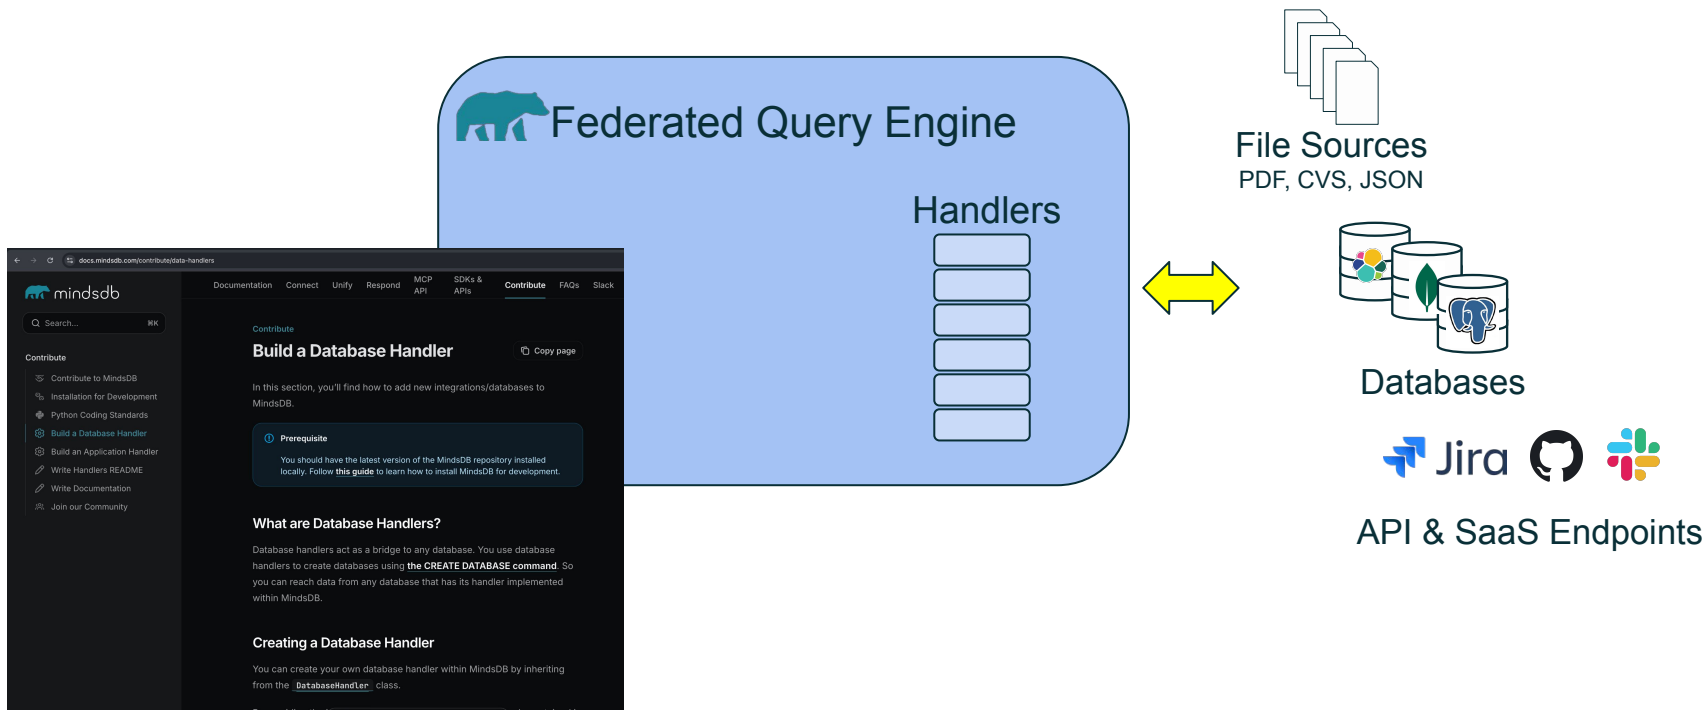 Federated Query Engine
Handlers
File Sources
PDF, CVS, JSON
Databases
Jira
API & SaaS Endpoints
docs.mindsdb.com/contribute/data-handlers
mindsdb
Documentation Connect Unify Respond MCP API SDKs & APIs Contribute FAQs Slack
Search... ⌘K
Contribute
Contribute to MindsDB
Installation for Development
Python Coding Standards
Build a Database Handler
Build an Application Handler
Write Handlers README
Write Documentation
Join our Community
Contribute
Build a Database Handler
Copy page
In this section, you'll find how to add new integrations/databases to
MindsDB.
Prerequisite
You should have the latest version of the MindsDB repository installed
locally. Follow this guide to learn how to install MindsDB for development.
What are Database Handlers?
Database handlers act as a bridge to any database. You use database
handlers to create databases using the CREATE DATABASE command. So
you can reach data from any database that has its handler implemented
within MindsDB.
Creating a Database Handler
You can create your own database handler within MindsDB by inheriting
from the DatabaseHandler class.